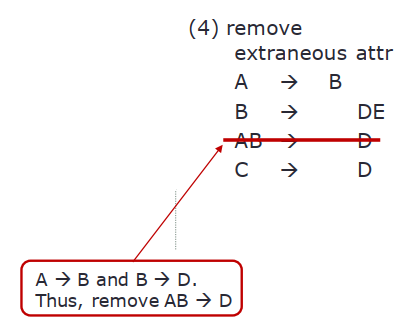 (4) remove
extraneous attr
A → B
B → DE
AB → D
C → D
A → B and B → D.
Thus, remove AB → D